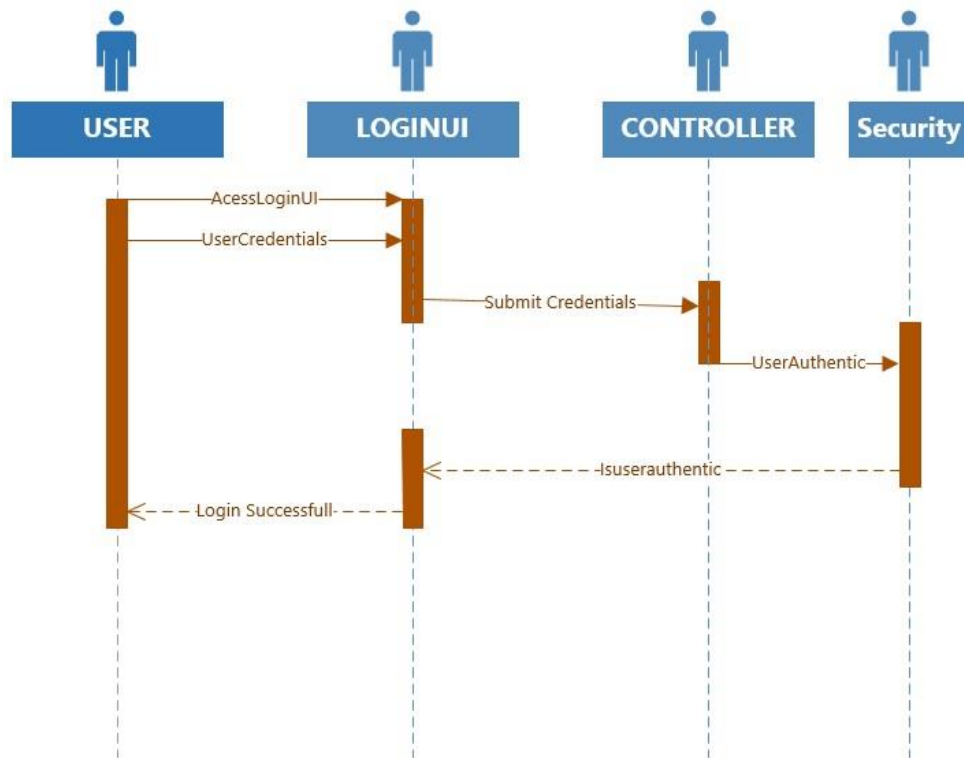 USER
LOGINUI
CONTROLLER
Security
AcessLoginUI
UserCredentials
Submit Credentials
UserAuthentic
Isuserauthentic
Login Successfull